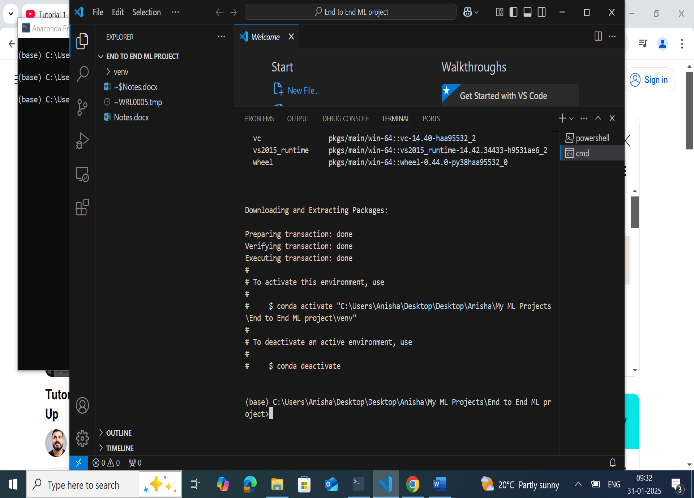 Tutorial 1
Anaconda Pr
(base) C:\Use
(base) C:\Use
(base) C:\Use
File Edit Selection ···
End to End ML project
EXPLORER
END TO END ML PROJECT
venv
~$Notes.docx
~WRL0005.tmp
Notes.docx
OUTLINE
TIMELINE
Welcome
Start
New File...
Walkthroughs
Get Started with VS Code
PROBLEMS OUTPUT DEBUG CONSOLE TERMINAL PORTS
powershell
cmd
vc pkgs/main/win-64::vc-14.40-haa95532_2
vs2015_runtime pkgs/main/win-64::vs2015_runtime-14.42.34433-h9531ae6_2
wheel pkgs/main/win-64::wheel-0.44.0-py38haa95532_0
Downloading and Extracting Packages:
Preparing transaction: done
Verifying transaction: done
Executing transaction: done
#
# To activate this environment, use
#
# $ conda activate "C:\Users\Anisha\Desktop\Desktop\Anisha\My ML Projects
\End to End ML project\venv"
#
# To deactivate an active environment, use
#
# $ conda deactivate
(base) C:\Users\Anisha\Desktop\Desktop\Anisha\My ML Projects\End to End ML pr
oject>
0 0 0
Sign in
Tutor
Up
Type here to search
20°C Partly sunny
ENG
09:32
31-01-2025
3